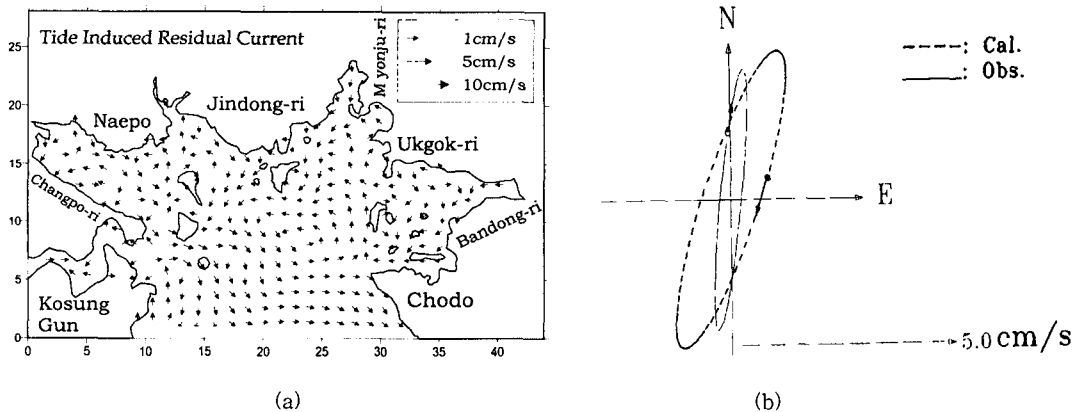 Tide Induced Residual Current
1cm/s
5cm/s
10cm/s
M yonju-ri
Jindong-ri
Naepo
Ukgok-ri
Changpo-ri
Bandong-ri
Kosung
Gun
Chodo
25
20
15
10
5
0
0 5 10 15 20 25 30 35 40
(a)
N
E
: Cal.
: Obs.
5.0 cm/s
(b)